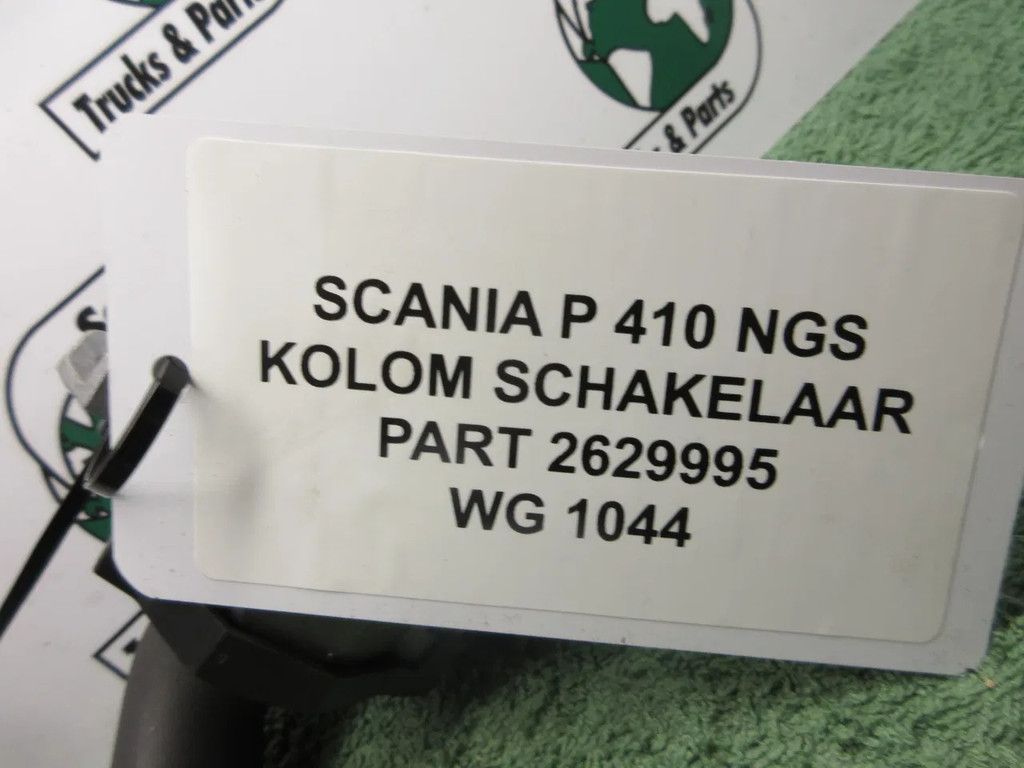 Trucks & Parts
& Parts
SCANIA P 410 NGS
KOLOM SCHAKELAAR
PART 2629995
WG 1044